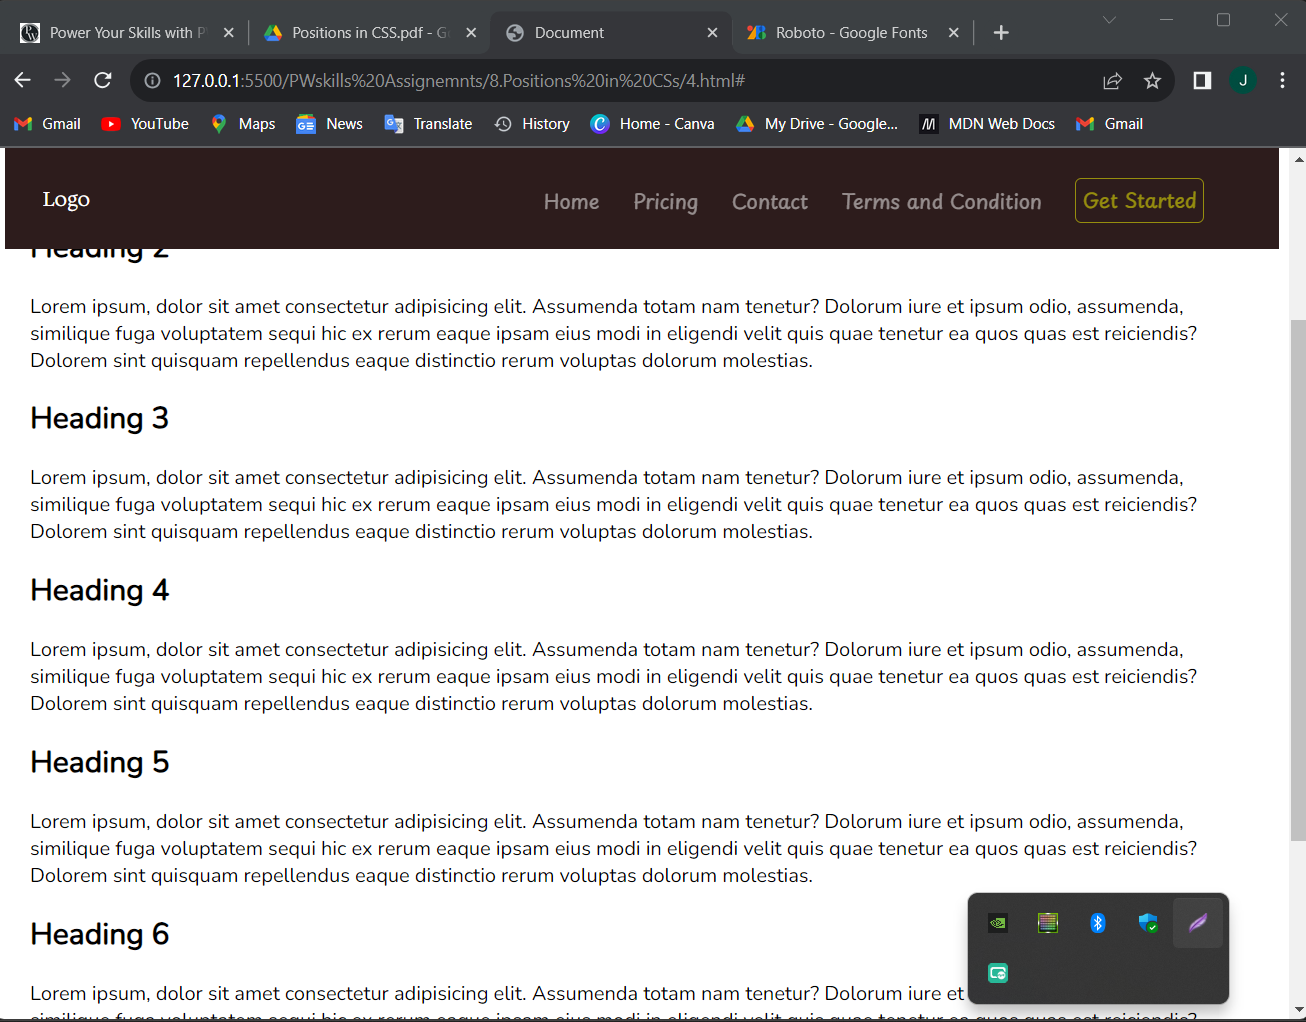 Power Your Skills with P
Positions in CSS.pdf - G
Document
Roboto - Google Fonts
127.0.0.1:5500/PWskills%20Assignemnts/8.Positions%20in%20CSs/4.html#
J
Gmail
YouTube
Maps
News
Translate
History
Home - Canva
My Drive - Google...
MDN Web Docs
Gmail
Logo
Home
Pricing
Contact
Terms and Condition
Get Started
Heading 2
Lorem ipsum, dolor sit amet consectetur adipisicing elit. Assumenda totam nam tenetur? Dolorum iure et ipsum odio, assumenda,
similique fuga voluptatem sequi hic ex rerum eaque ipsam eius modi in eligendi velit quis quae tenetur ea quos quas est reiciendis?
Dolorem sint quisquam repellendus eaque distinctio rerum voluptas dolorum molestias.
Heading 3
Lorem ipsum, dolor sit amet consectetur adipisicing elit. Assumenda totam nam tenetur? Dolorum iure et ipsum odio, assumenda,
similique fuga voluptatem sequi hic ex rerum eaque ipsam eius modi in eligendi velit quis quae tenetur ea quos quas est reiciendis?
Dolorem sint quisquam repellendus eaque distinctio rerum voluptas dolorum molestias.
Heading 4
Lorem ipsum, dolor sit amet consectetur adipisicing elit. Assumenda totam nam tenetur? Dolorum iure et ipsum odio, assumenda,
similique fuga voluptatem sequi hic ex rerum eaque ipsam eius modi in eligendi velit quis quae tenetur ea quos quas est reiciendis?
Dolorem sint quisquam repellendus eaque distinctio rerum voluptas dolorum molestias.
Heading 5
Lorem ipsum, dolor sit amet consectetur adipisicing elit. Assumenda totam nam tenetur? Dolorum iure et ipsum odio, assumenda,
similique fuga voluptatem sequi hic ex rerum eaque ipsam eius modi in eligendi velit quis quae tenetur ea quos quas est reiciendis?
Dolorem sint quisquam repellendus eaque distinctio rerum voluptas dolorum molestias.
Heading 6
Lorem ipsum, dolor sit amet consectetur adipisicing elit. Assumenda totam nam tenetur? Dolorum iure et